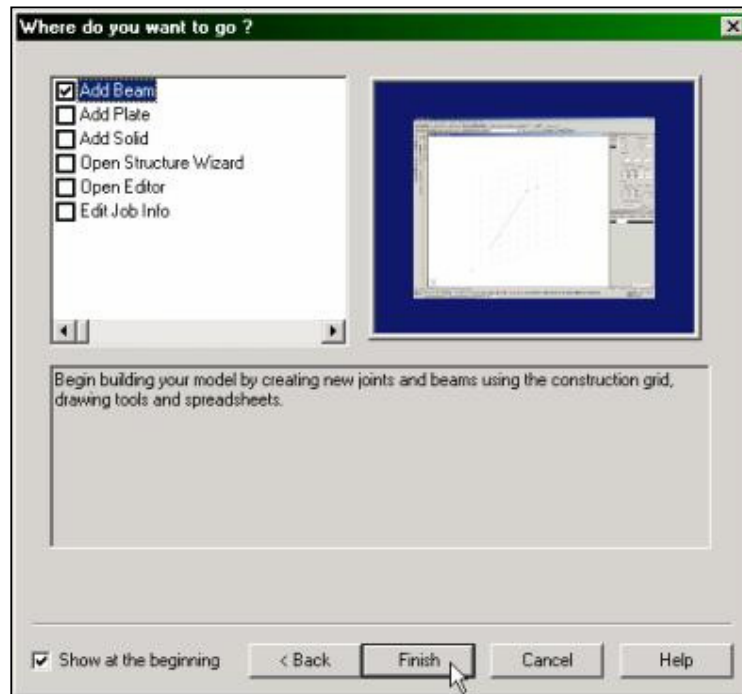 Where do you want to go ?
Add Beam
Add Plate
Add Solid
Open Structure Wizard
Open Editor
Edit Job Info
Begin building your model by creating new joints and beams using the construction grid,
drawing tools and spreadsheets.
Show at the beginning
< Back
Finish
Cancel
Help